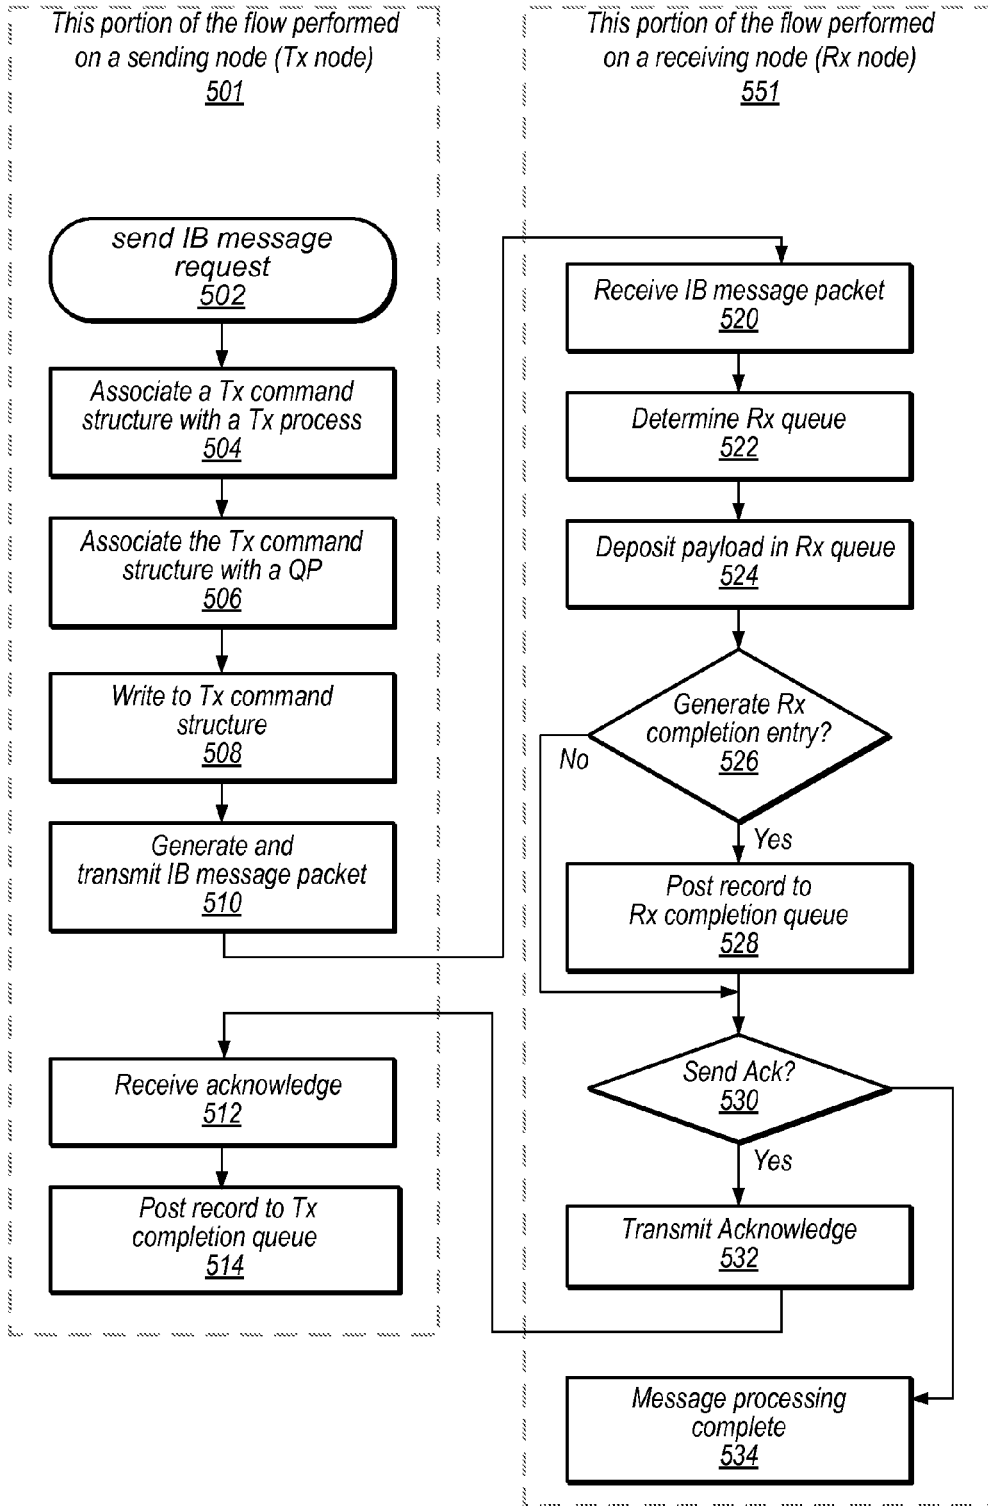 This portion of the flow performed
on a sending node (Tx node)
501
send IB message
request
502
Associate a Tx command
structure with a Tx process
504
Associate the Tx command
structure with a QP
506
Write to Tx command
structure
508
Generate and
transmit IB message packet
510
Receive acknowledge
512
Post record to Tx
completion queue
514
This portion of the flow performed
on a receiving node (Rx node)
551
Receive IB message packet
520
Determine Rx queue
522
Deposit payload in Rx queue
524
Generate Rx
completion entry?
526
No
Yes
Post record to
Rx completion queue
528
Send Ack?
530
Yes
Transmit Acknowledge
532
Message processing
complete
534